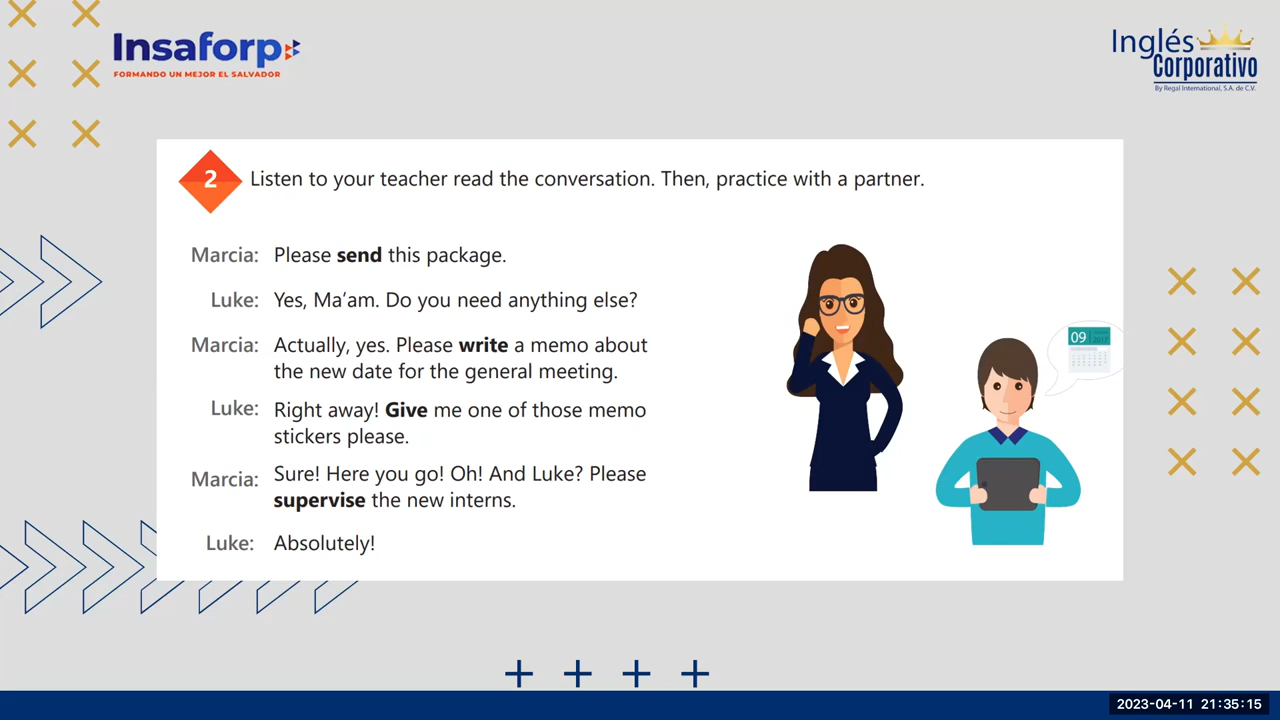 Insaforp
FORMANDO UN MEJOR EL SALVADOR
Inglés
Corporativo
By Regal International, S.A. de C.V.
2 Listen to your teacher read the conversation. Then, practice with a partner.
Marcia: Please send this package.
Luke: Yes, Ma'am. Do you need anything else?
Marcia: Actually, yes. Please write a memo about
the new date for the general meeting.
Luke: Right away! Give me one of those memo
stickers please.
Marcia: Sure! Here you go! Oh! And Luke? Please
supervise the new interns.
Luke: Absolutely!
09
2023-04-11 21:35:15